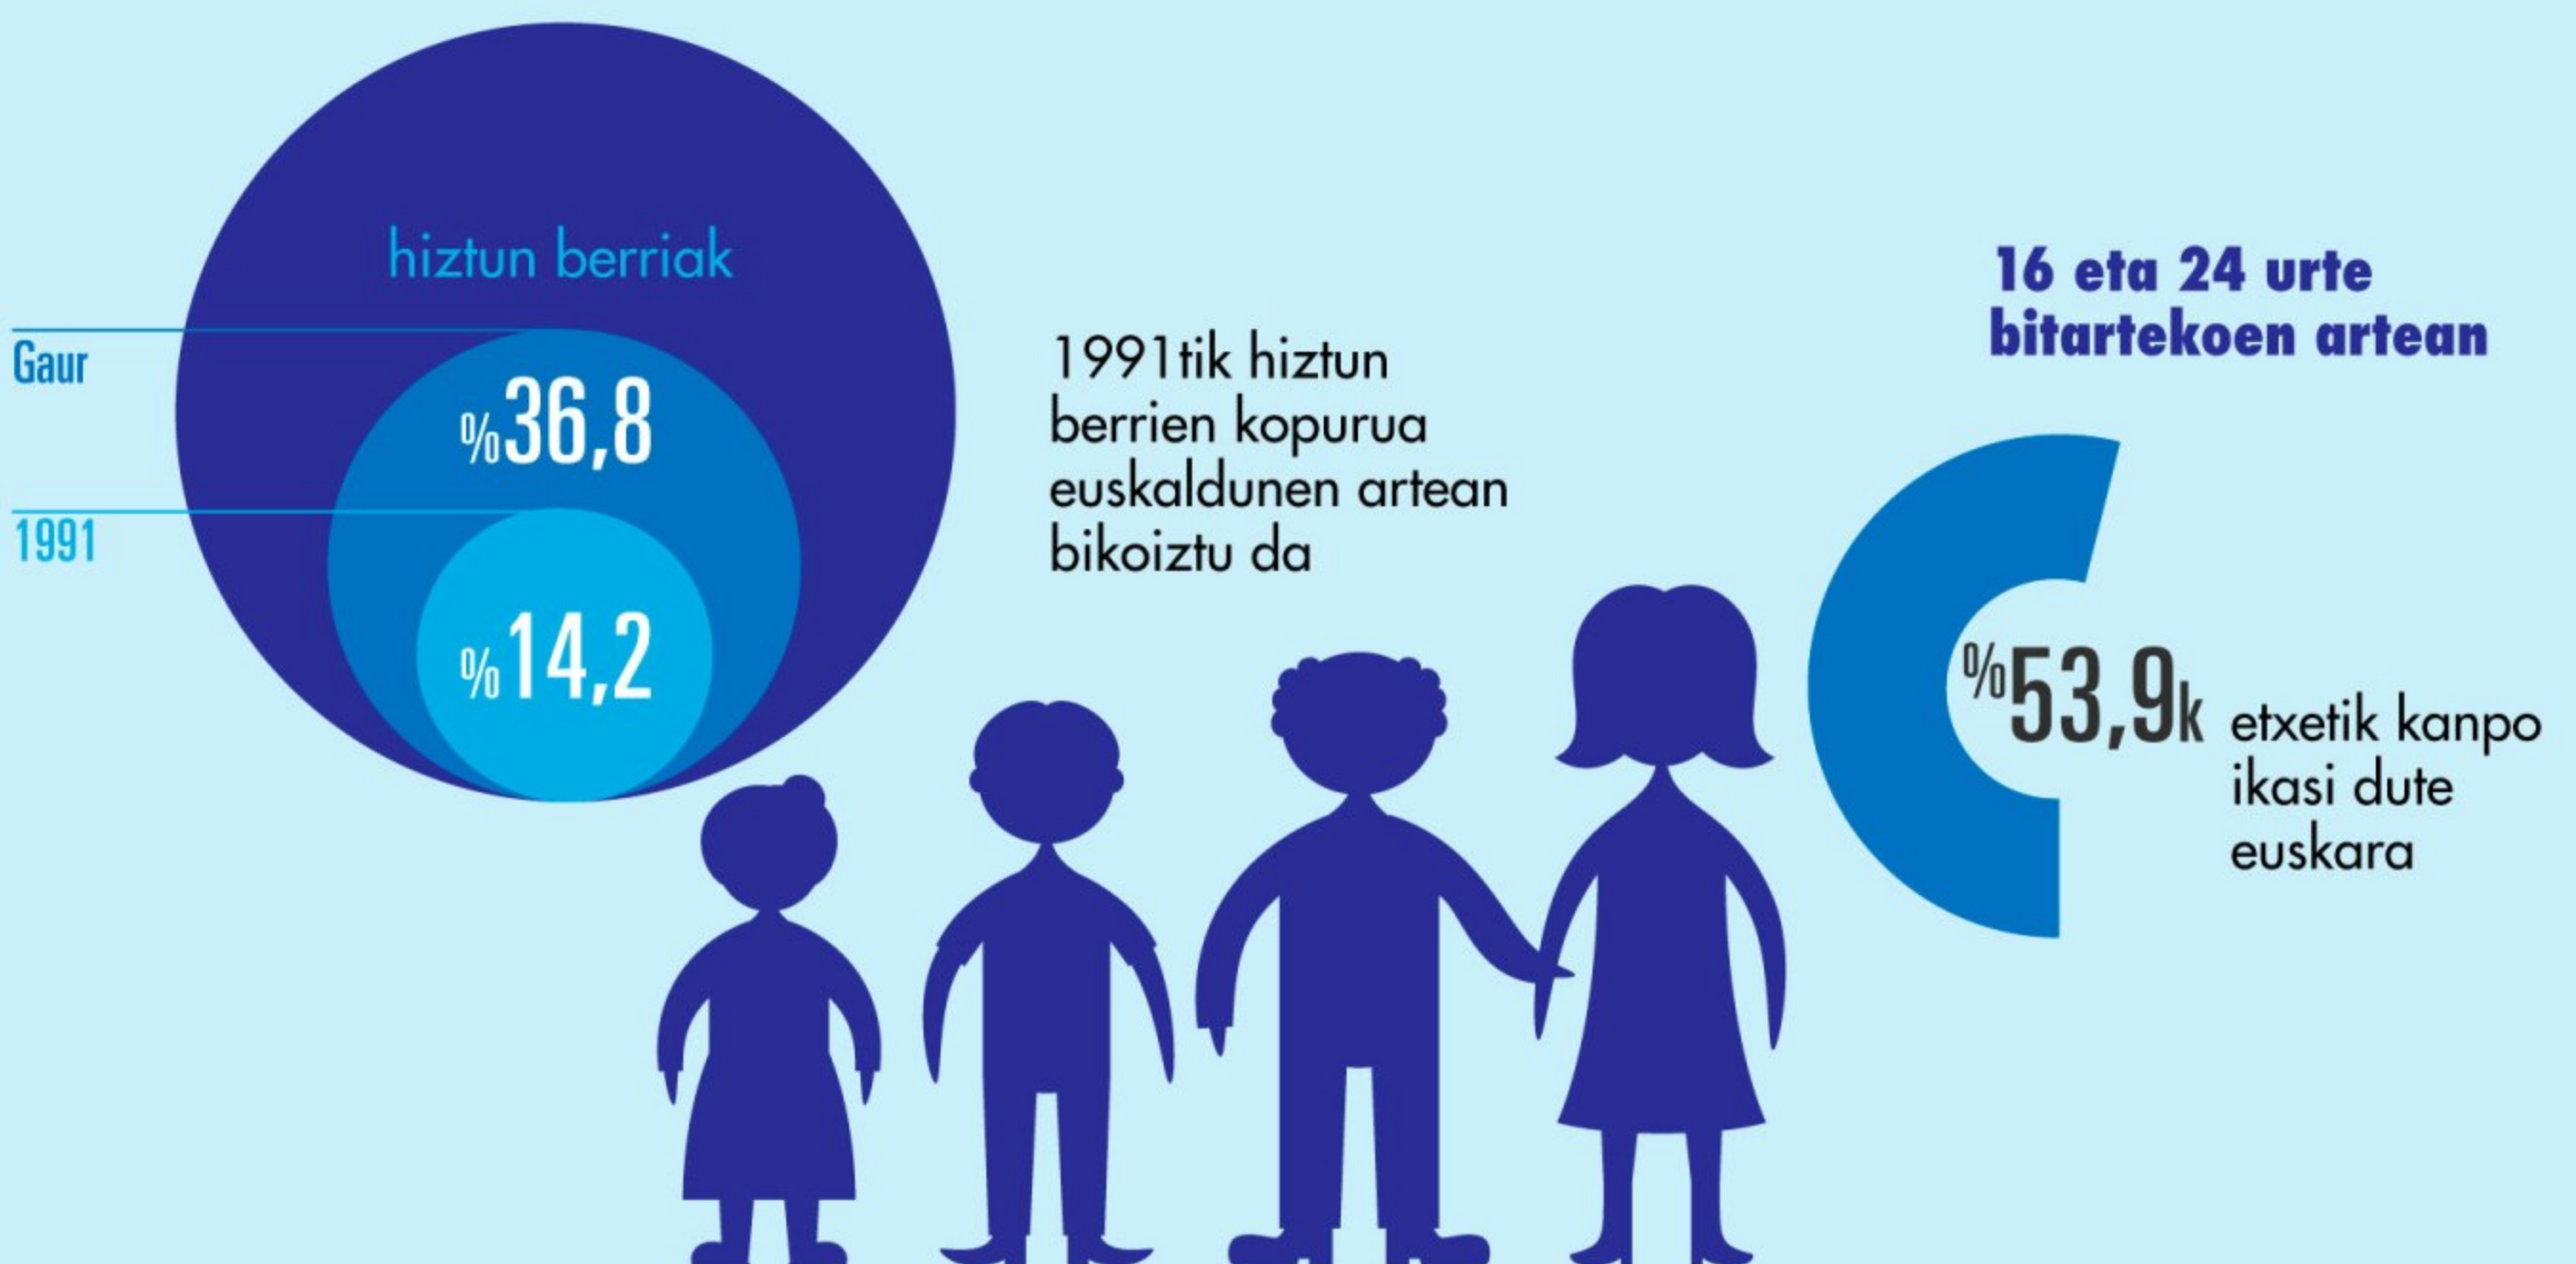 hiztun berriak
Gaur
%36,8
1991
%14,2
1991tik hiztun
berrien kopurua
euskaldunen artean
bikoiztu da
16 eta 24 urte
bitartekoen artean
%53,9k etxetik kanpo
ikasi dute
euskara